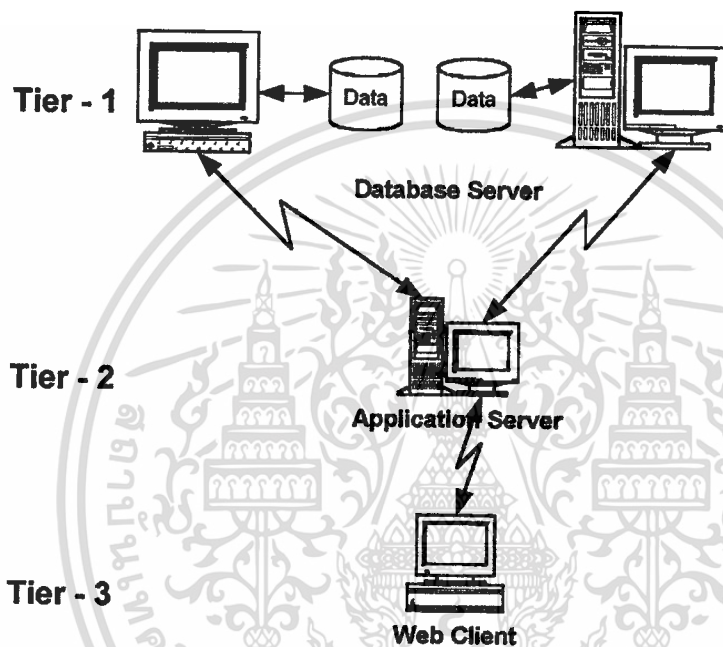 Tier - 1
Data
Data
Database Server
Tier - 2
Application Server
Tier - 3
Web Client